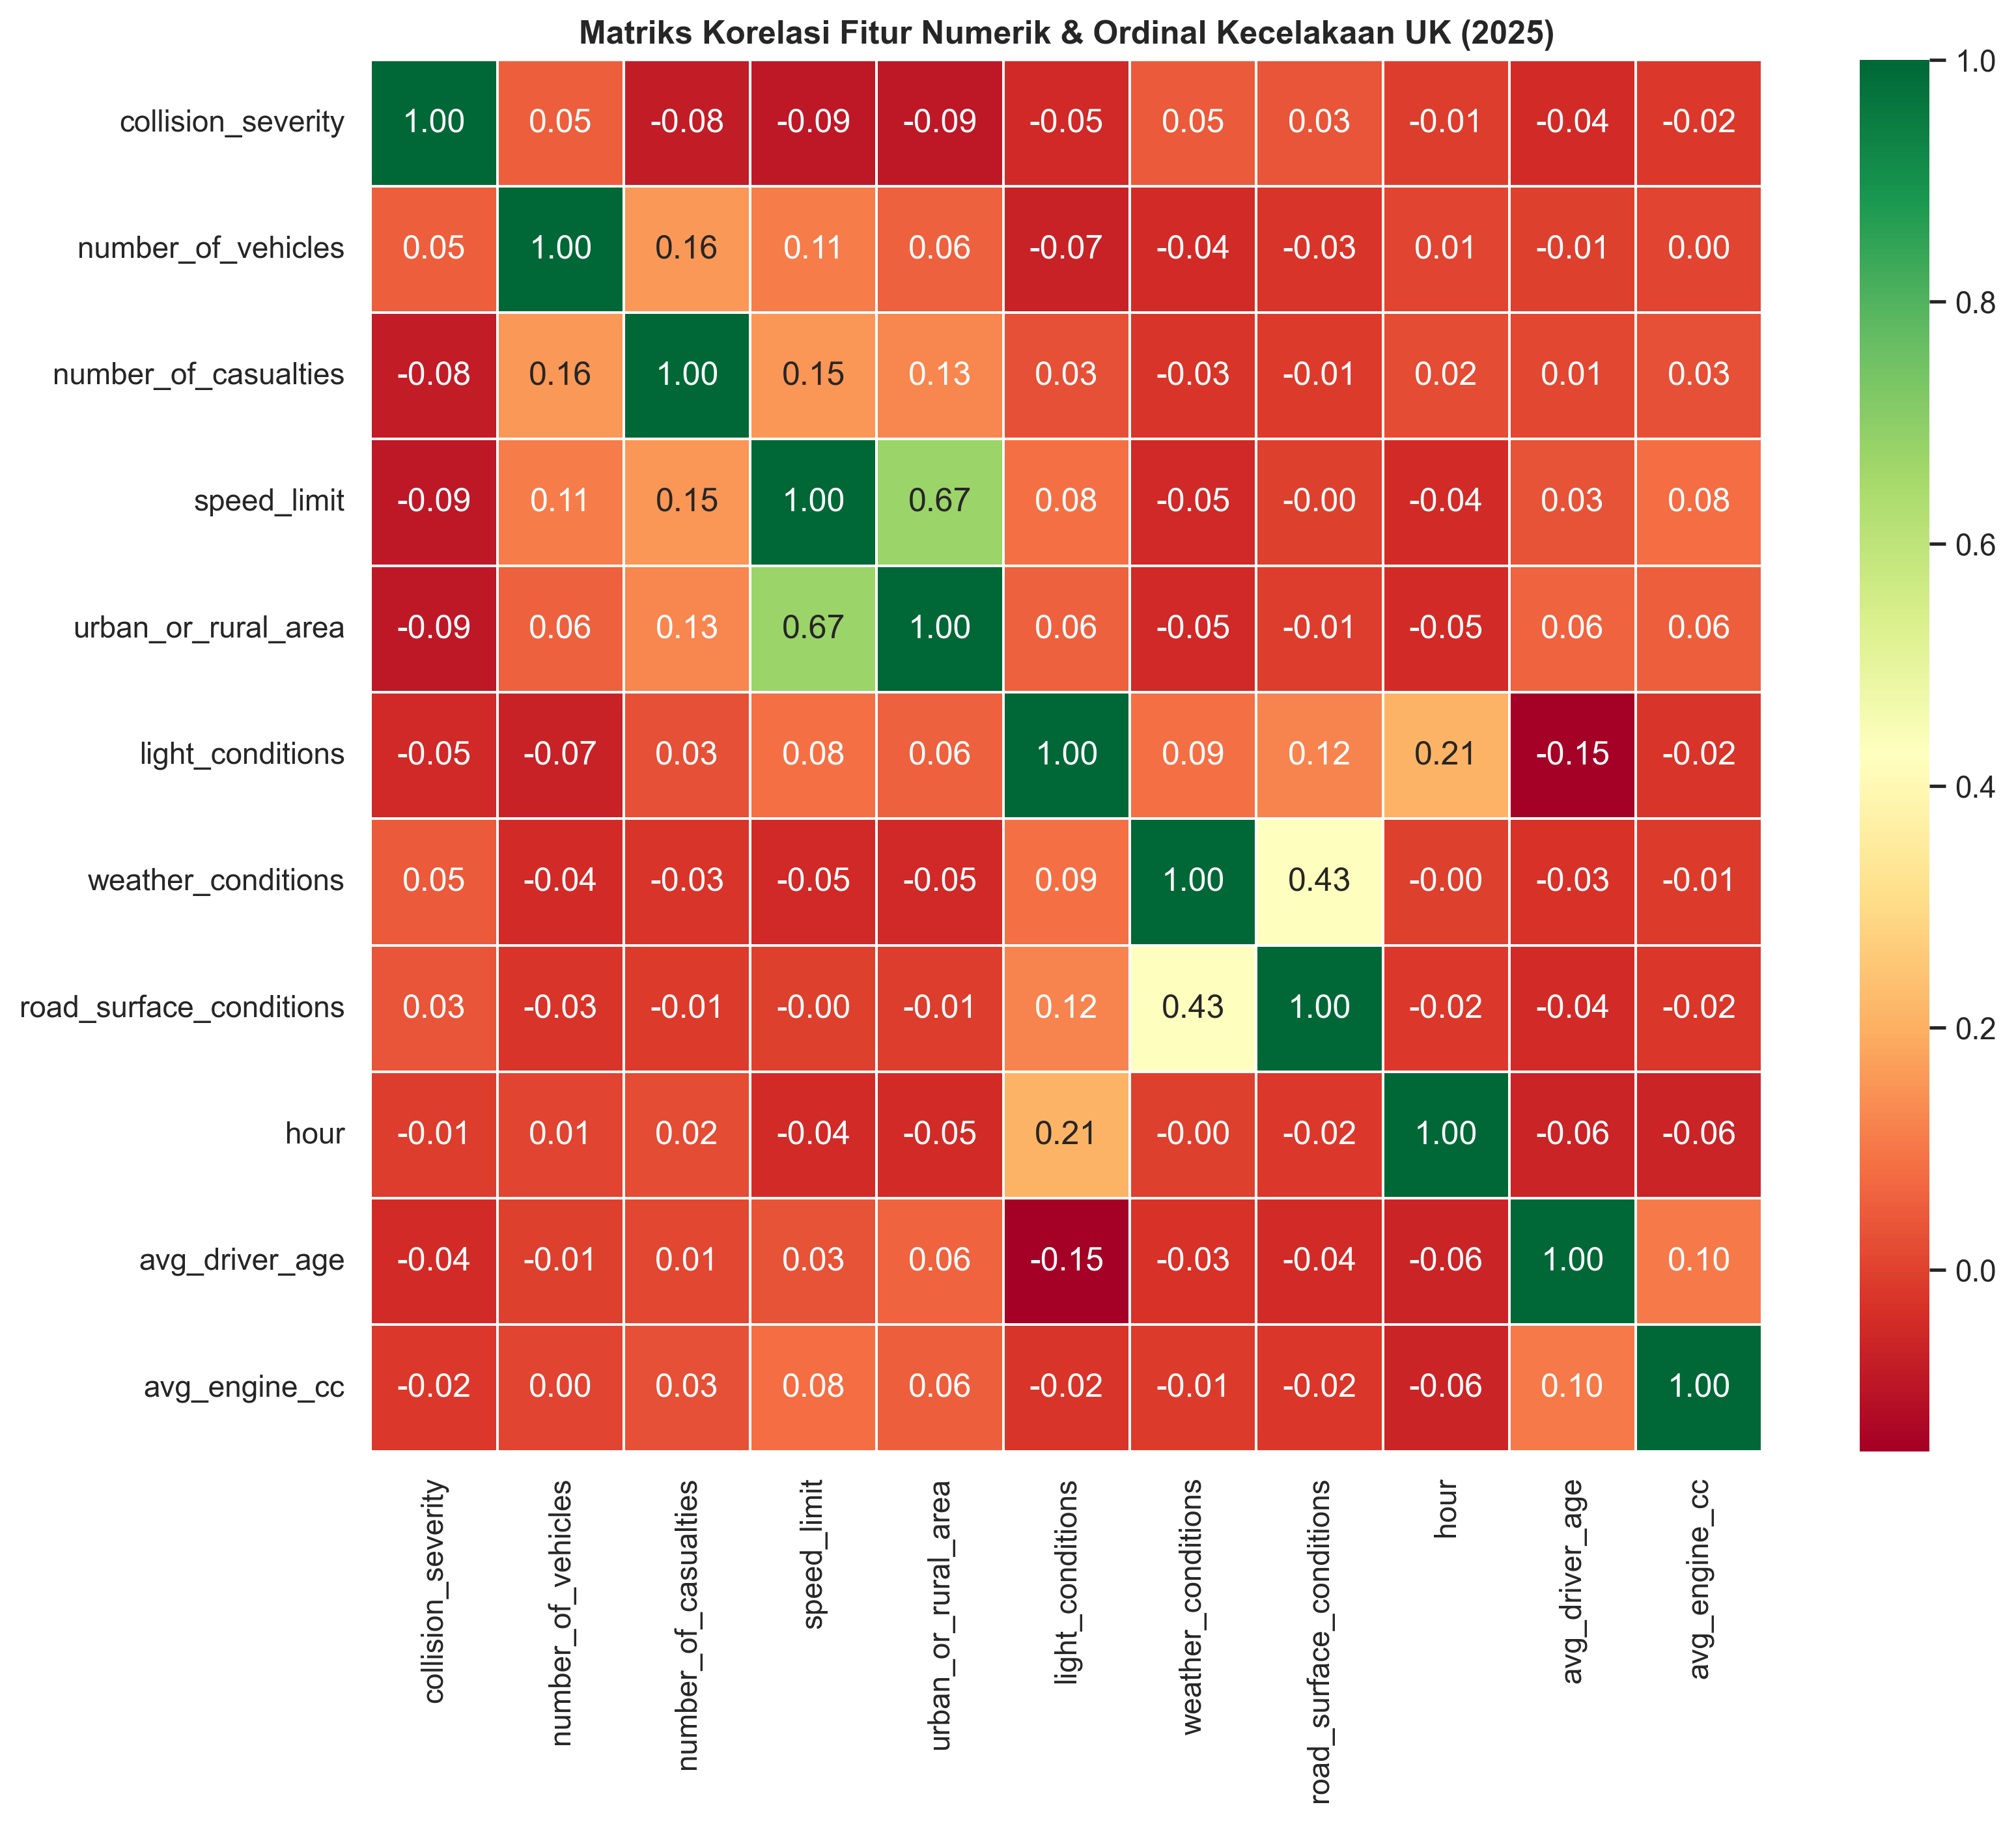 Matriks Korelasi Fitur Numerik & Ordinal Kecelakaan UK (2025)
collision_severity 1.00 0.05 -0.08 -0.09 -0.09 -0.05 0.05 0.03 -0.01 -0.04 -0.02
number_of_vehicles 0.05 1.00 0.16 0.11 0.06 -0.07 -0.04 -0.03 0.01 -0.01 0.00
number_of_casualties -0.08 0.16 1.00 0.15 0.13 0.03 -0.03 -0.01 0.02 0.01 0.03
speed_limit -0.09 0.11 0.15 1.00 0.67 0.08 -0.05 -0.00 -0.04 0.03 0.08
urban_or_rural_area -0.09 0.06 0.13 0.67 1.00 0.06 -0.05 -0.01 -0.05 0.06 0.06
light_conditions -0.05 -0.07 0.03 0.08 0.06 1.00 0.09 0.12 0.21 -0.15 -0.02
weather_conditions 0.05 -0.04 -0.03 -0.05 -0.05 0.09 1.00 0.43 -0.00 -0.03 -0.01
road_surface_conditions 0.03 -0.03 -0.01 -0.00 -0.01 0.12 0.43 1.00 -0.02 -0.04 -0.02
hour -0.01 0.01 0.02 -0.04 -0.05 0.21 -0.00 -0.02 1.00 -0.06 -0.06
avg_driver_age -0.04 -0.01 0.01 0.03 0.06 -0.15 -0.03 -0.04 -0.06 1.00 0.10
avg_engine_cc -0.02 0.00 0.03 0.08 0.06 -0.02 -0.01 -0.02 -0.06 0.10 1.00
collision_severity
number_of_vehicles
number_of_casualties
speed_limit
urban_or_rural_area
light_conditions
weather_conditions
road_surface_conditions
hour
avg_driver_age
avg_engine_cc
1.0
0.8
0.6
0.4
0.2
0.0